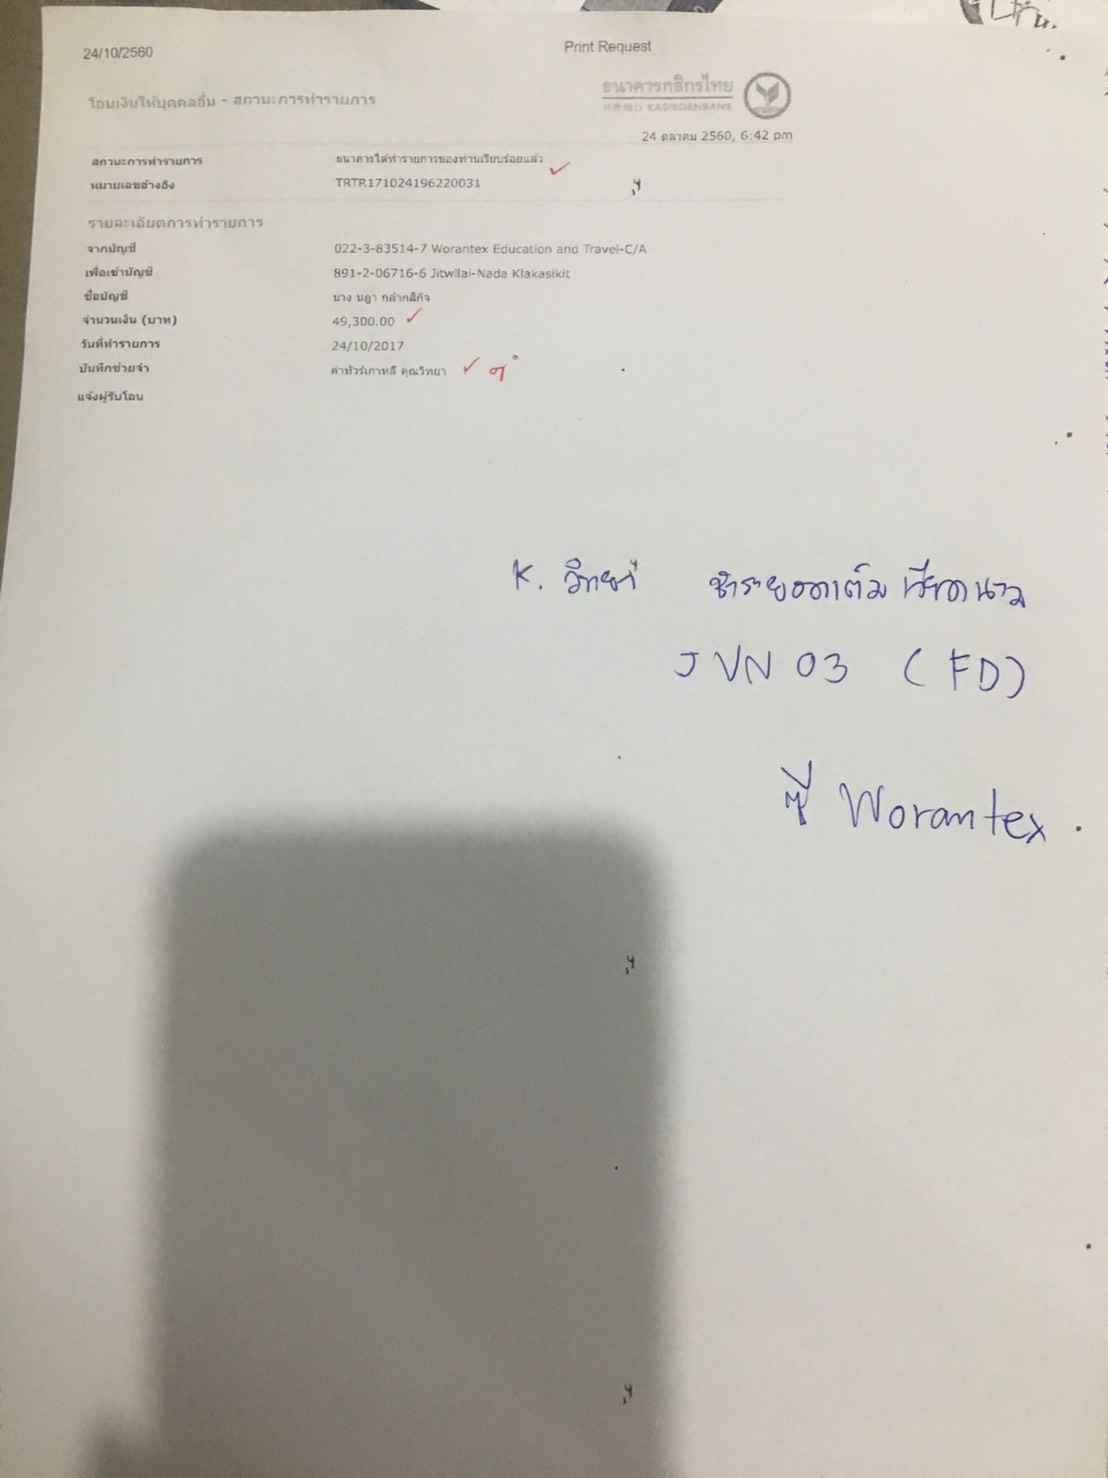 24/10/2560 Print Request
โอนเงินให้บุคคลอื่น - สถานะการทำรายการ
ธนาคารกสิกรไทย
KASIKORNBANK
24 ตุลาคม 2560, 6:42 pm
สถานะการทำรายการ ธนาคารได้ทำรายการของท่านเรียบร้อยแล้ว
หมายเลขอ้างอิง TRTR171024196220031
รายละเอียดการทำรายการ
จากบัญชี 022-3-83514-7 Worantex Education and Travel-C/A
เพื่อเข้าบัญชี 891-2-06716-6 Jitwilai-Nada Klakasikit
ชื่อบัญชี นาง นฎา กล้ากสิกิจ
จำนวนเงิน (บาท) 49,300.00
วันที่ทำรายการ 24/10/2017
บันทึกช่วยจำ ค่าทัวร์เกาหลี คุณวิทยา
แจ้งผู้รับโอน
K. วิทยา ชำระยอดเต็ม เวียดนาม
JVN 03 (FD)
ซี Worantex